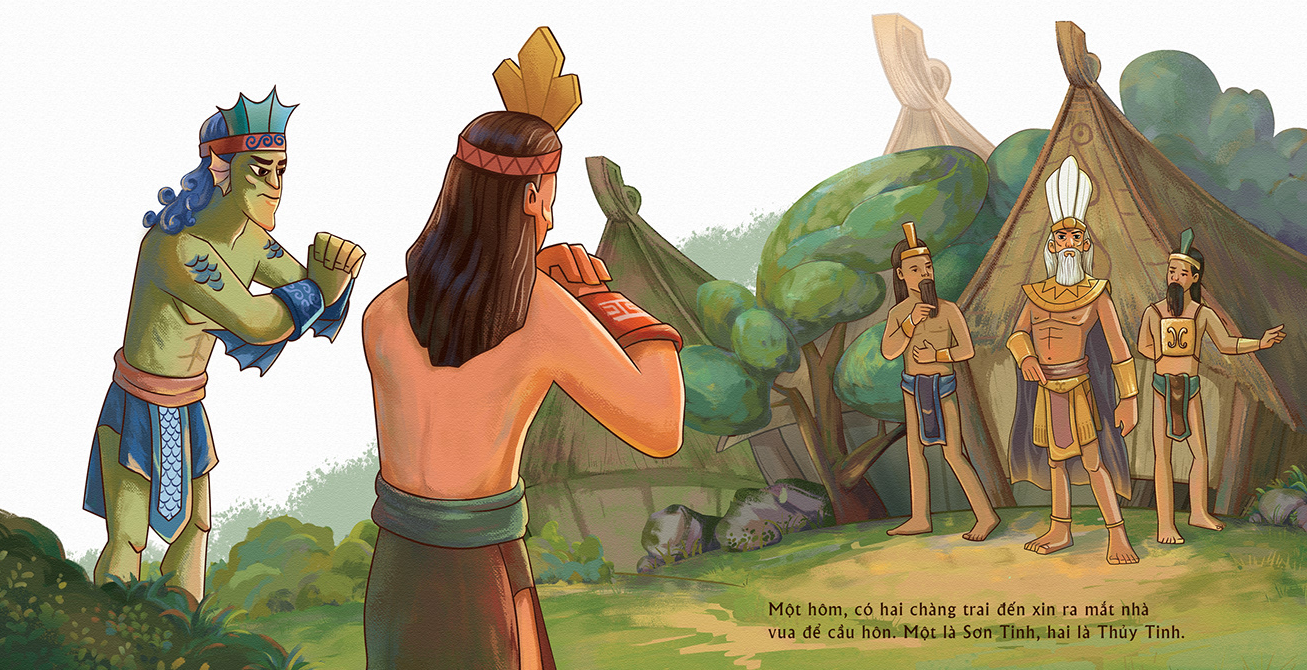 Một hôm, có hai chàng trai đến xin ra mắt nhà
vua để cầu hôn. Một là Sơn Tinh, hai là Thủy Tinh.